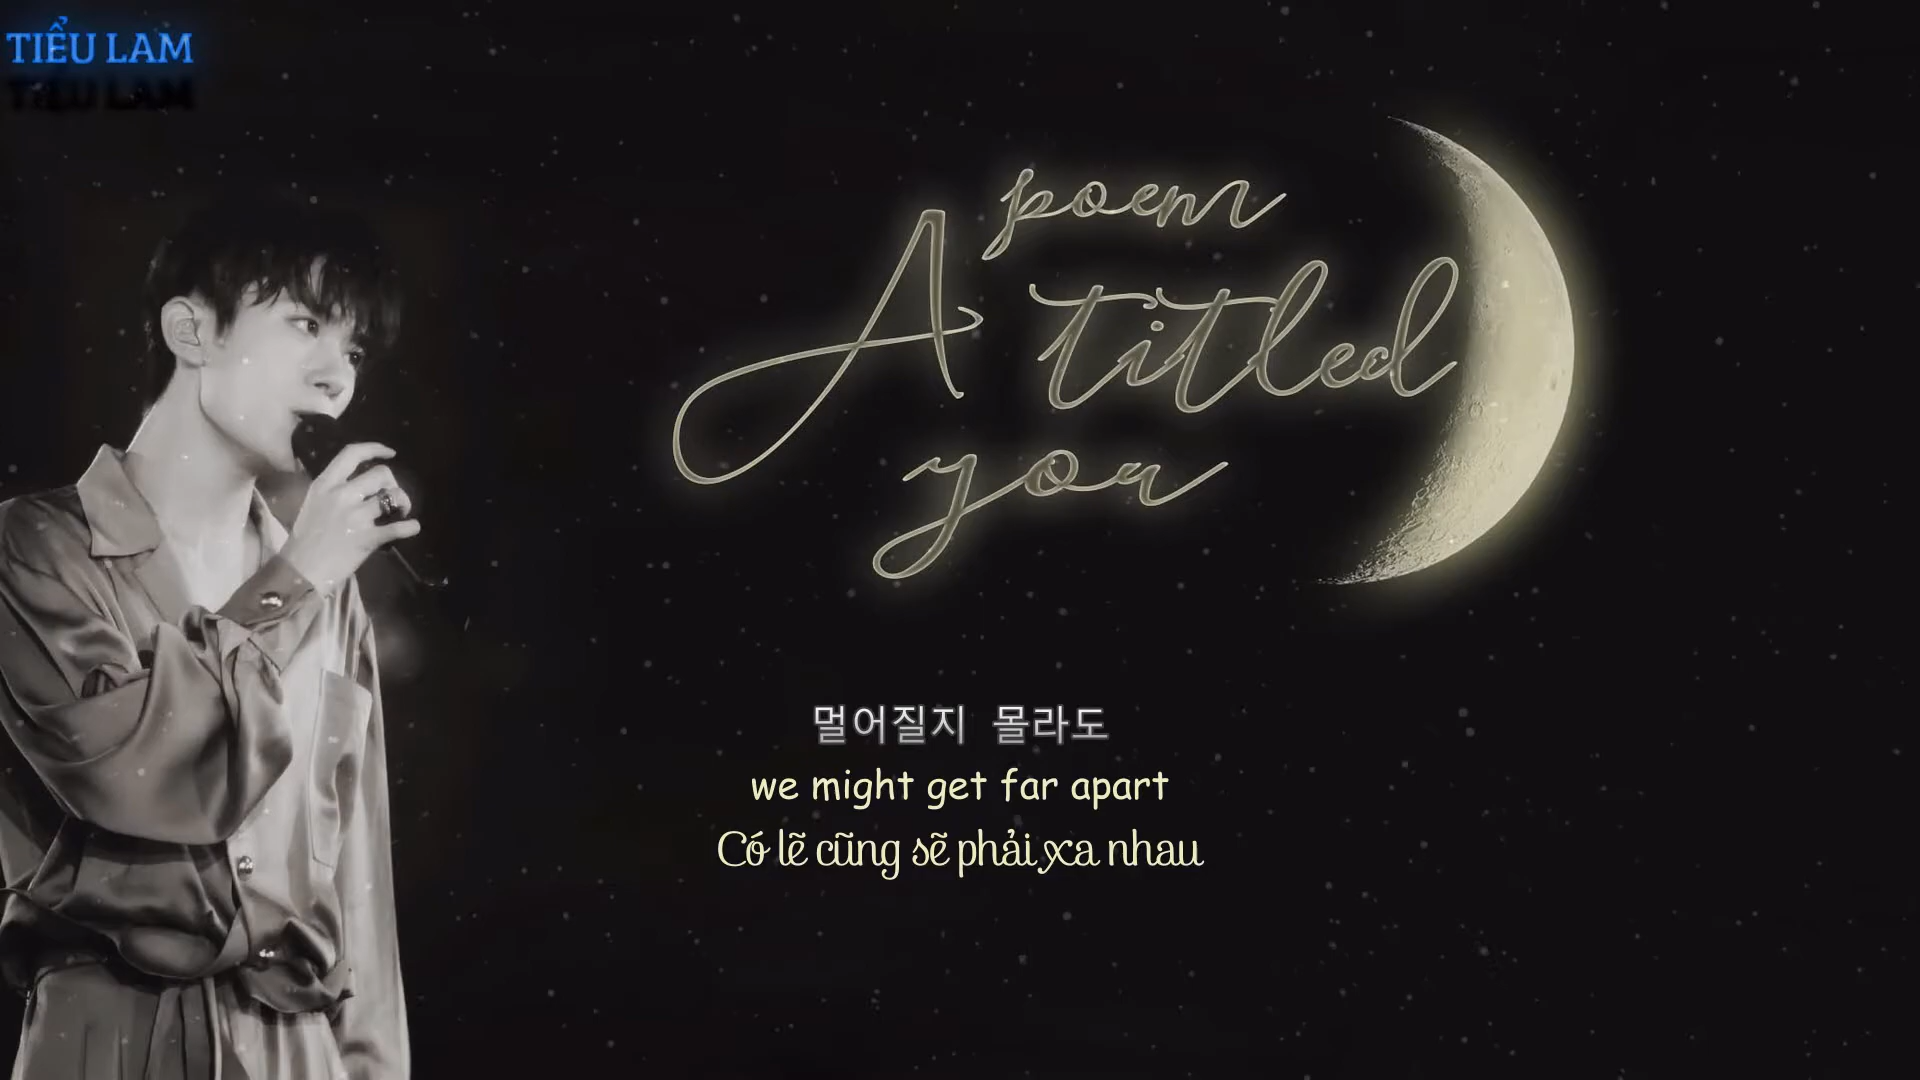 TIỂU LAM
poem
A titled
you
멀어질지 몰라도
we might get far apart
Có lẽ cũng sẽ phải xa nhau